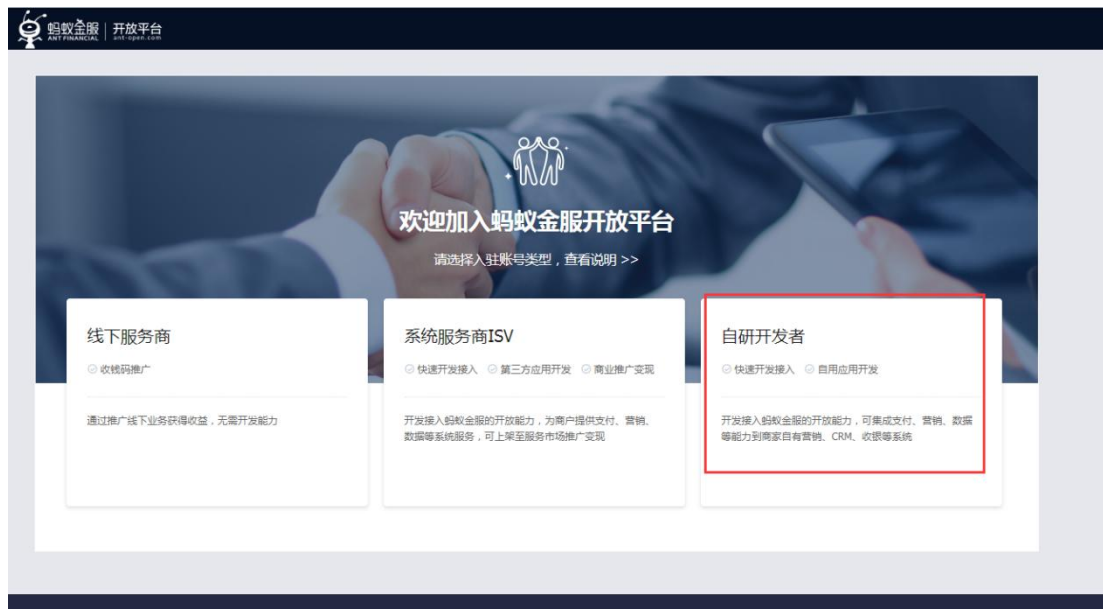 蚂蚁金服
ANT FINANCIAL
开放平台
ant-open.com
欢迎加入蚂蚁金服开放平台
请选择入驻账号类型，查看说明 >>
线下服务商
收钱码推广
通过推广线下业务获得收益，无需开发能力
系统服务商ISV
快速开发接入 第三方应用开发 商业推广变现
开发接入蚂蚁金服的开放能力，为商户提供支付、营销、
数据等系统服务，可上架至服务市场推广变现
自研开发者
快速开发接入 自用应用开发
开发接入蚂蚁金服的开放能力，可集成支付、营销、数据
等能力到商家自有营销、CRM、收银等系统